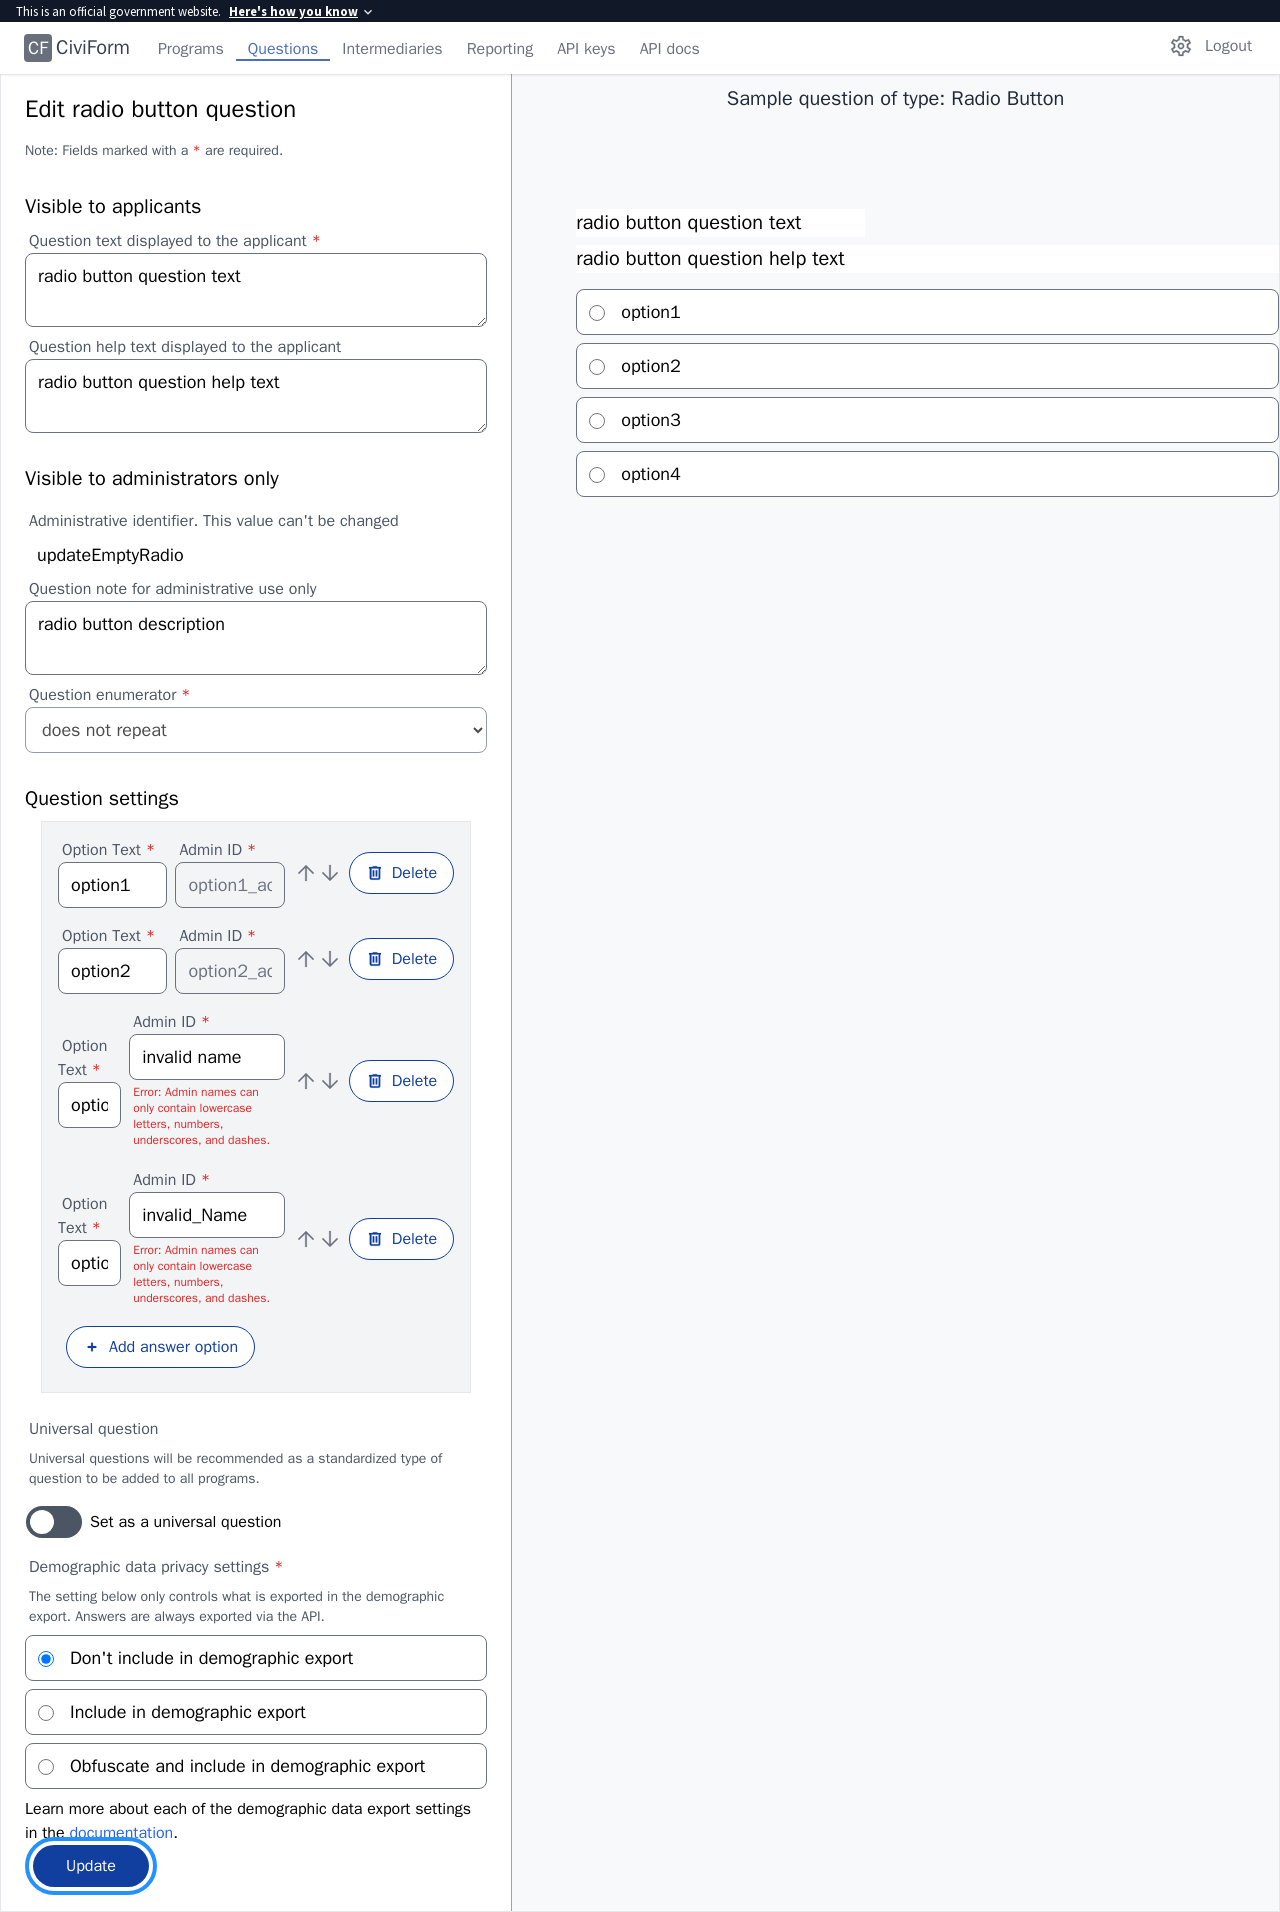 This is an official government website. Here's how you know
CF CiviForm Programs Questions Intermediaries Reporting API keys API docs Logout
Edit radio button question
Note: Fields marked with a * are required.
Visible to applicants
Question text displayed to the applicant *
radio button question text
Question help text displayed to the applicant
radio button question help text
Visible to administrators only
Administrative identifier. This value can't be changed
updateEmptyRadio
Question note for administrative use only
radio button description
Question enumerator *
does not repeat
Question settings
Option Text * Admin ID *
option1 option1_ad Delete
Option Text * Admin ID *
option2 option2_ad Delete
Admin ID *
Option
Text *
invalid name
optio
Delete
Error: Admin names can
only contain lowercase
letters, numbers,
underscores, and dashes.
Admin ID *
Option
Text *
invalid_Name
optio
Delete
Error: Admin names can
only contain lowercase
letters, numbers,
underscores, and dashes.
+ Add answer option
Universal question
Universal questions will be recommended as a standardized type of
question to be added to all programs.
Set as a universal question
Demographic data privacy settings *
The setting below only controls what is exported in the demographic
export. Answers are always exported via the API.
Don't include in demographic export
Include in demographic export
Obfuscate and include in demographic export
Learn more about each of the demographic data export settings
in the documentation.
Update
Sample question of type: Radio Button
radio button question text
radio button question help text
option1
option2
option3
option4